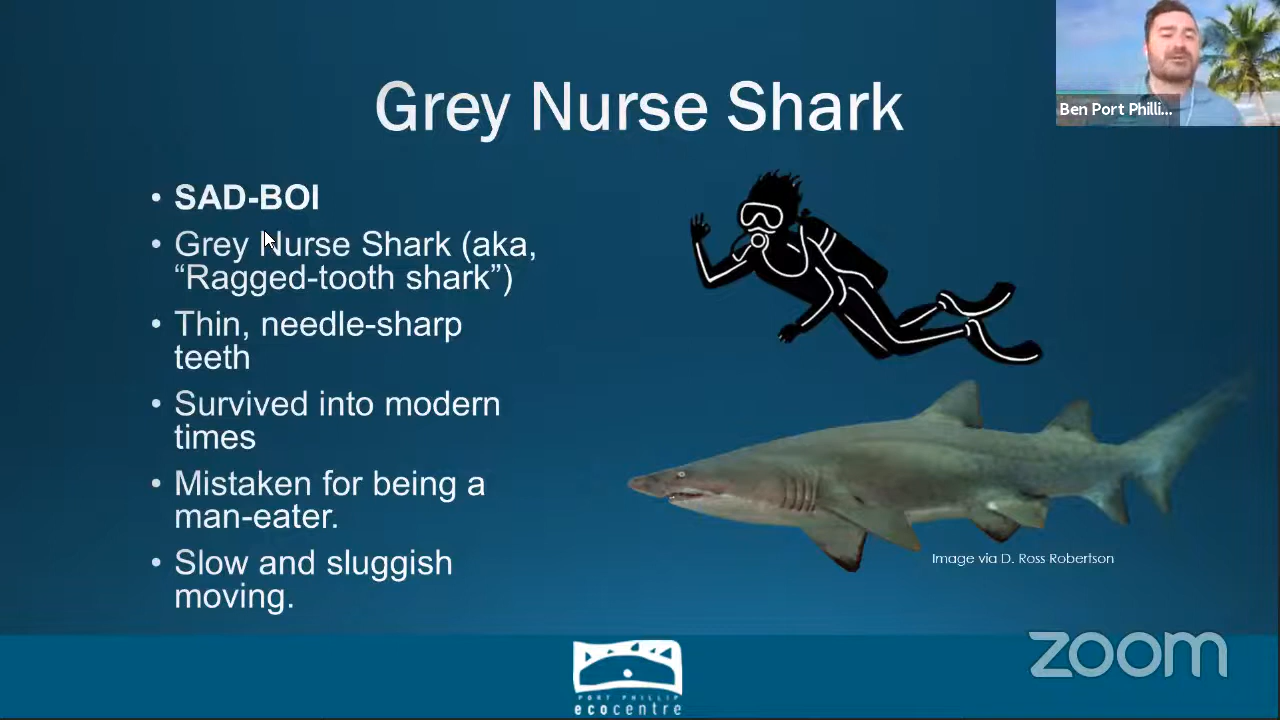 Ben Port Philli...
Grey Nurse Shark
• SAD-BOI
• Grey Nurse Shark (aka,
“Ragged-tooth shark”)
• Thin, needle-sharp
teeth
• Survived into modern
times
• Mistaken for being a
man-eater.
• Slow and sluggish
moving.
Image via D. Ross Robertson
zoom
PORT PHILLIP
ecocentre